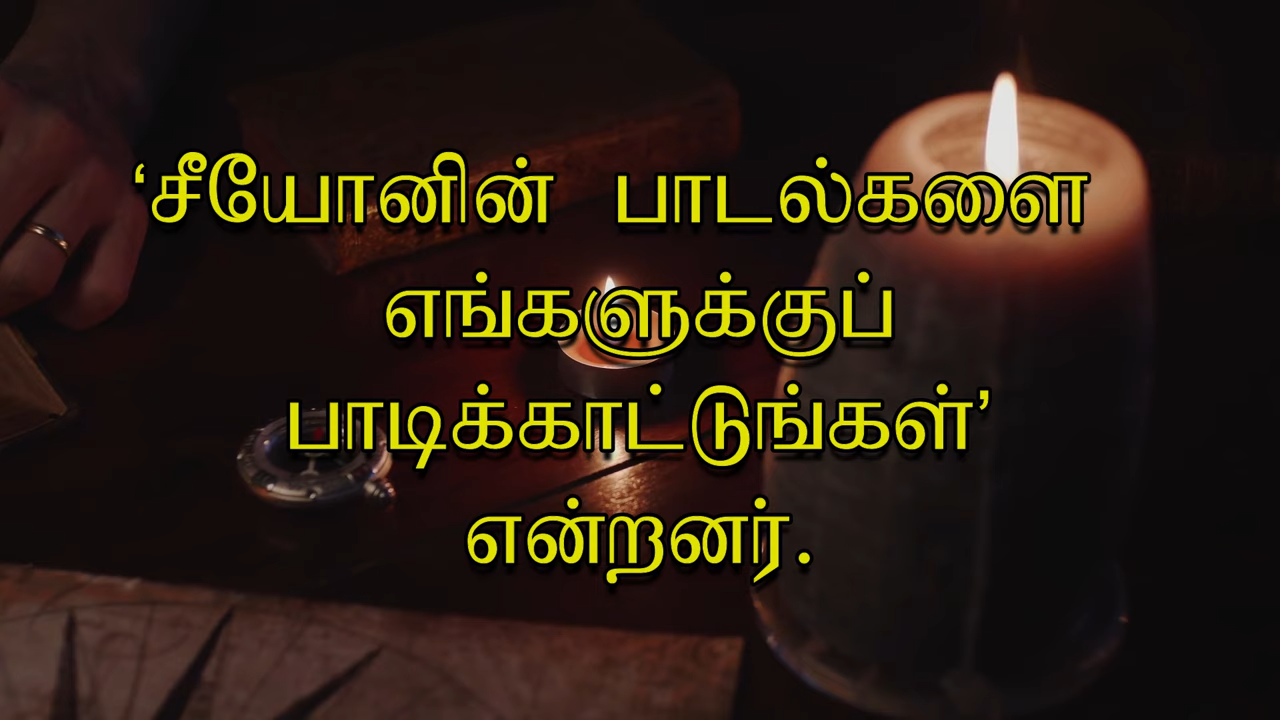 ‘சீயோனின் பாடல்களை
எங்களுக்குப்
பாடிக்காட்டுங்கள்’
என்றனர்.